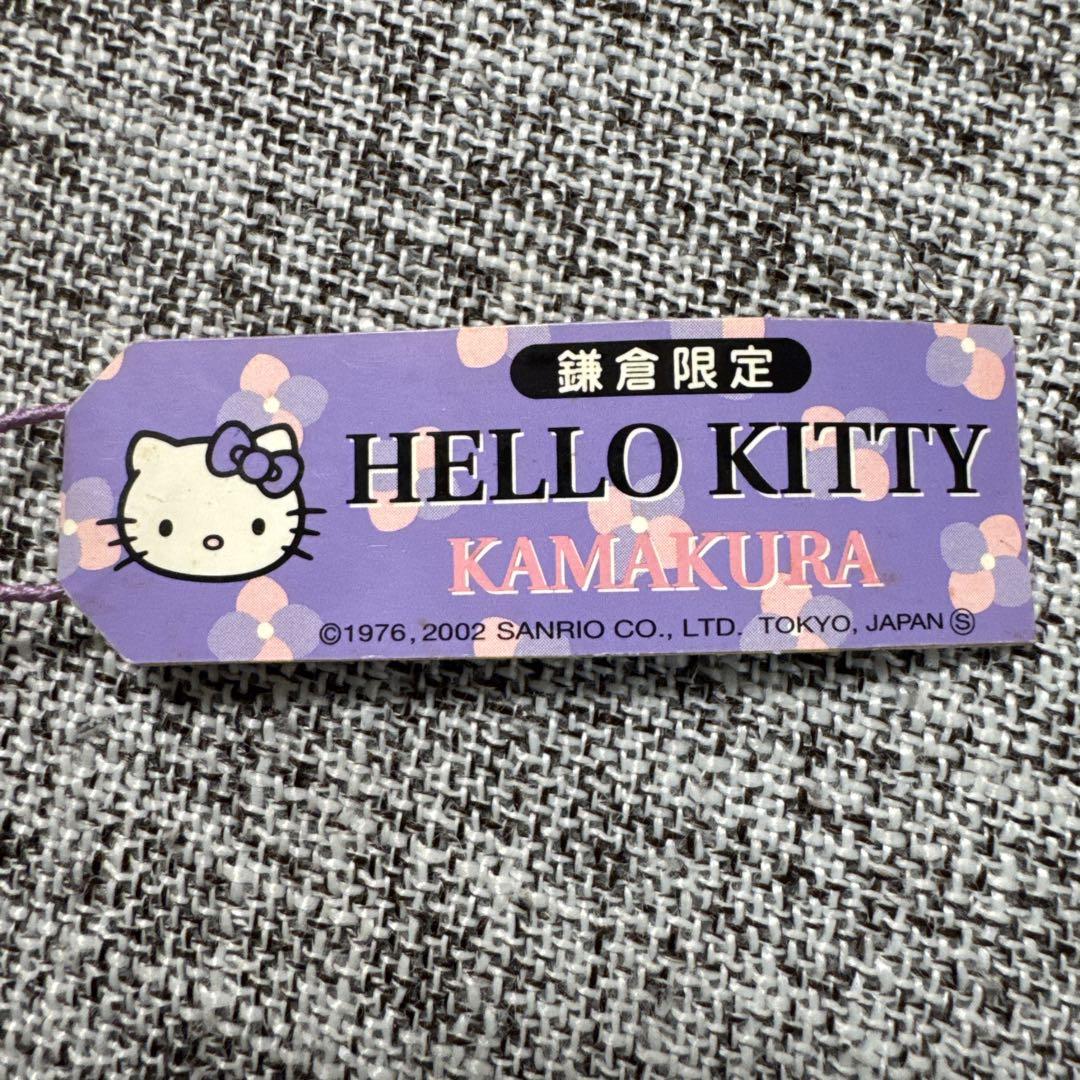 鎌倉限定
HELLO KITTY
KAMAKURA
©1976, 2002 SANRIO CO., LTD. TOKYO, JAPAN Ⓢ